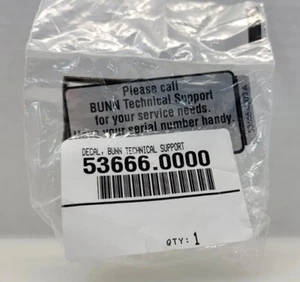 Please call
BUNN Technical Support
for your service needs.
Have your serial number handy.
DECAL, BUNN TECHNICAL SUPPORT
53666.0000
QTY: 1